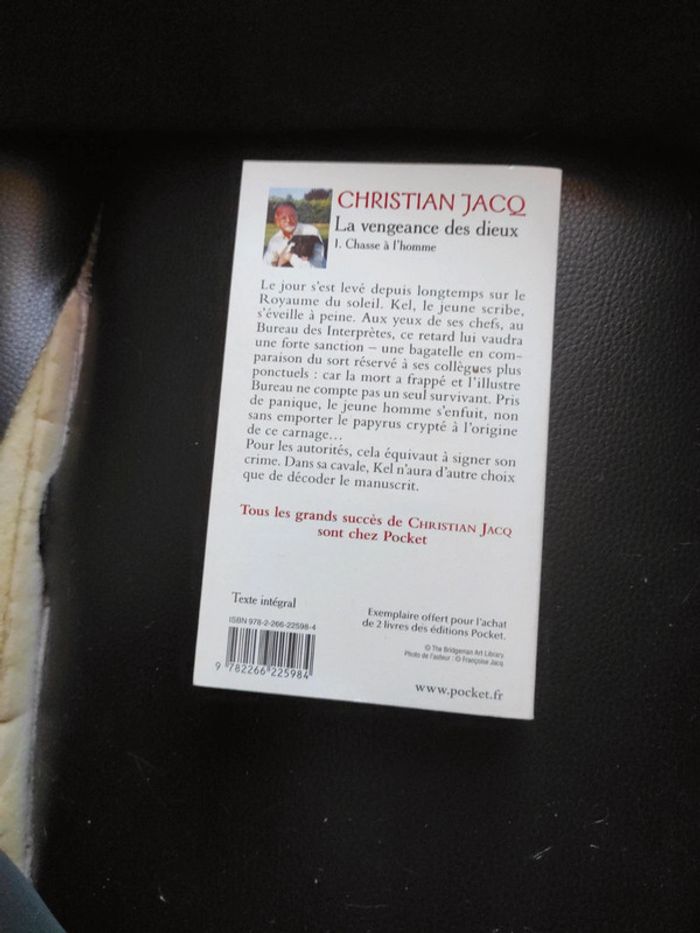 CHRISTIAN JACQ
La vengeance des dieux
1. Chasse à l'homme
Le jour s'est levé depuis longtemps sur le
Royaume du soleil. Kel, le jeune scribe,
s'éveille à peine. Aux yeux de ses chefs, au
Bureau des Interprètes, ce retard lui vaudra
une forte sanction – une bagatelle en com-
paraison du sort réservé à ses collègues plus
ponctuels : car la mort a frappé et l'illustre
Bureau ne compte pas un seul survivant. Pris
de panique, le jeune homme s'enfuit, non
sans emporter le papyrus crypté à l'origine
de ce carnage...
Pour les autorités, cela équivaut à signer son
crime. Dans sa cavale, Kel n'aura d'autre choix
que de décoder le manuscrit.
Tous les grands succès de CHRISTIAN JACQ
sont chez Pocket
Texte intégral
ISBN 978-2-266-22598-4
9 782266 225984
Exemplaire offert pour l'achat
de 2 livres des éditions Pocket.
© The Bridgeman Art Library.
Photo de l'auteur : © Françoise Jacq
www.pocket.fr